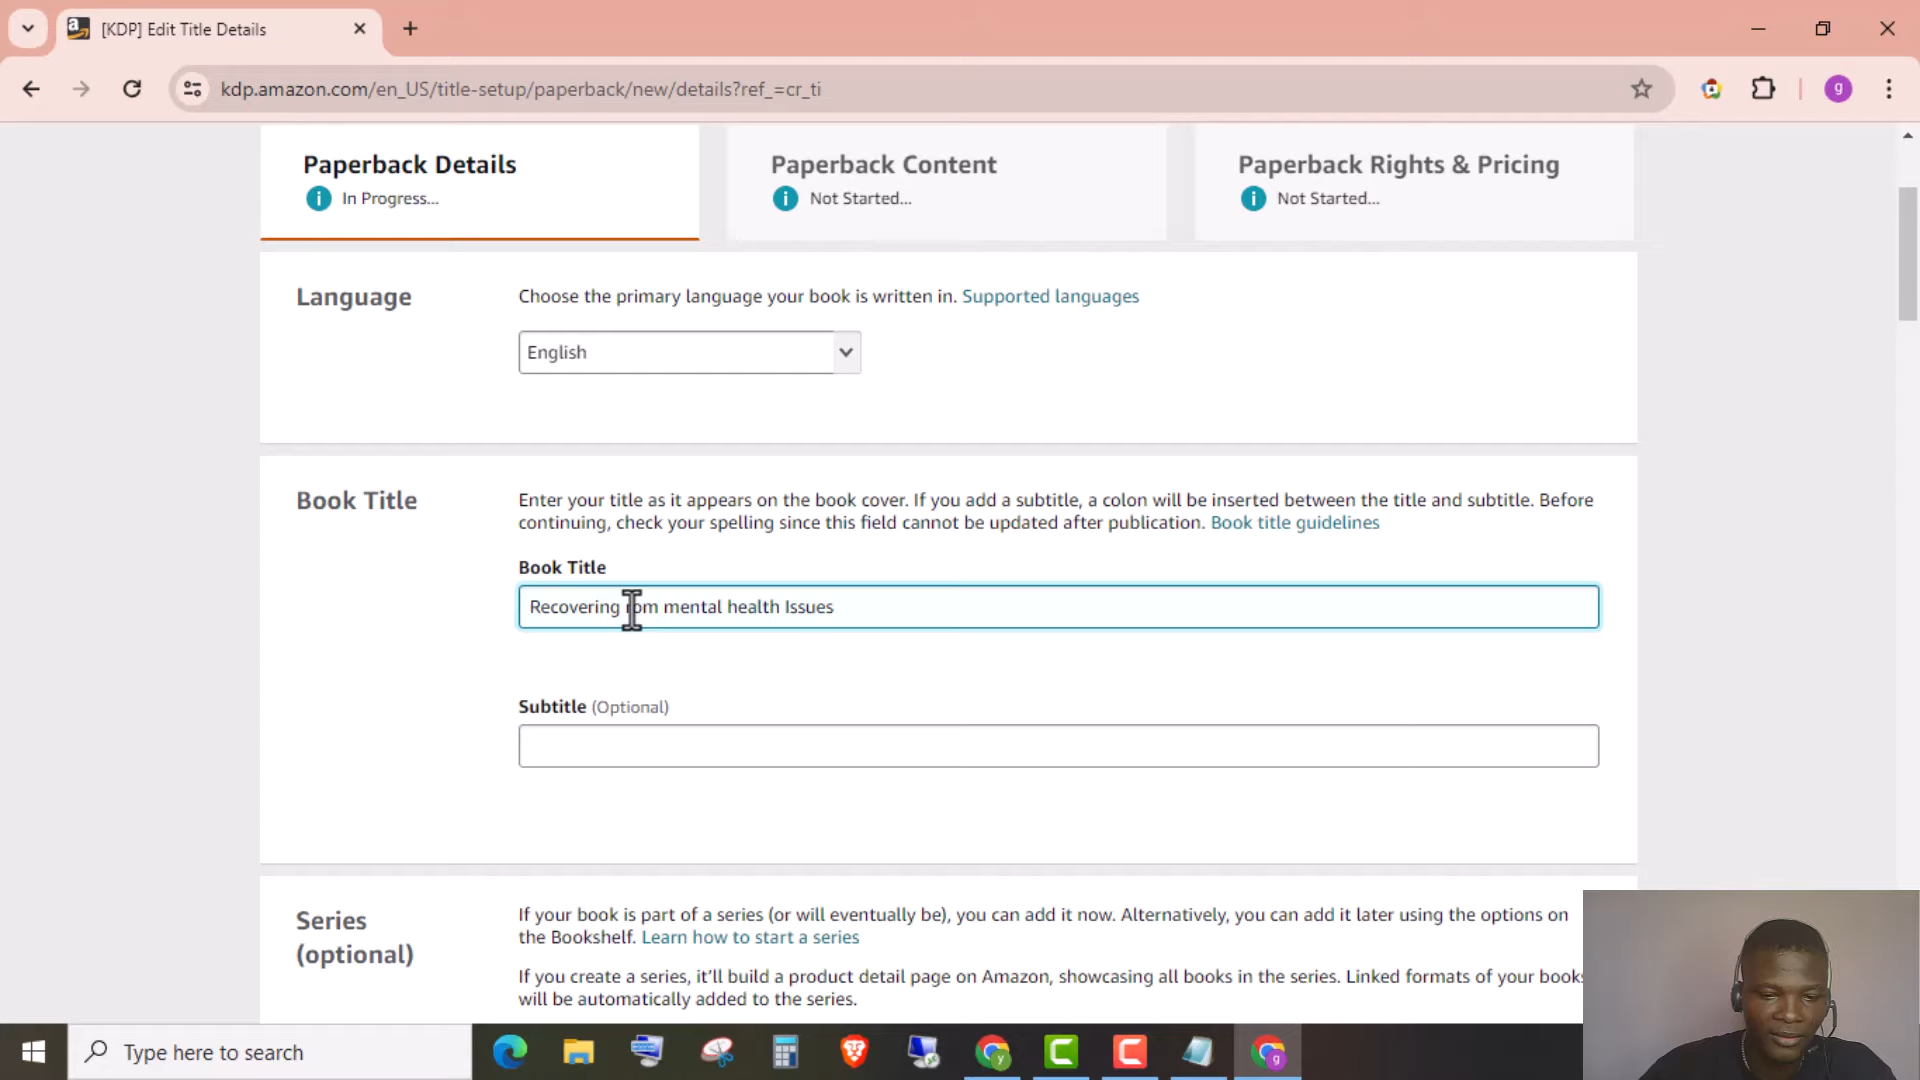 [KDP] Edit Title Details
kdp.amazon.com/en_US/title-setup/paperback/new/details?ref_=cr_ti
g
Paperback Details
In Progress...
Paperback Content
Not Started...
Paperback Rights & Pricing
Not Started...
Language
Choose the primary language your book is written in. Supported languages
English
Book Title
Enter your title as it appears on the book cover. If you add a subtitle, a colon will be inserted between the title and subtitle. Before
continuing, check your spelling since this field cannot be updated after publication. Book title guidelines
Book Title
Recovering rom mental health Issues
Subtitle (Optional)
Series
(optional)
If your book is part of a series (or will eventually be), you can add it now. Alternatively, you can add it later using the options on
the Bookshelf. Learn how to start a series
If you create a series, it'll build a product detail page on Amazon, showcasing all books in the series. Linked formats of your books
will be automatically added to the series.
Type here to search
y
g